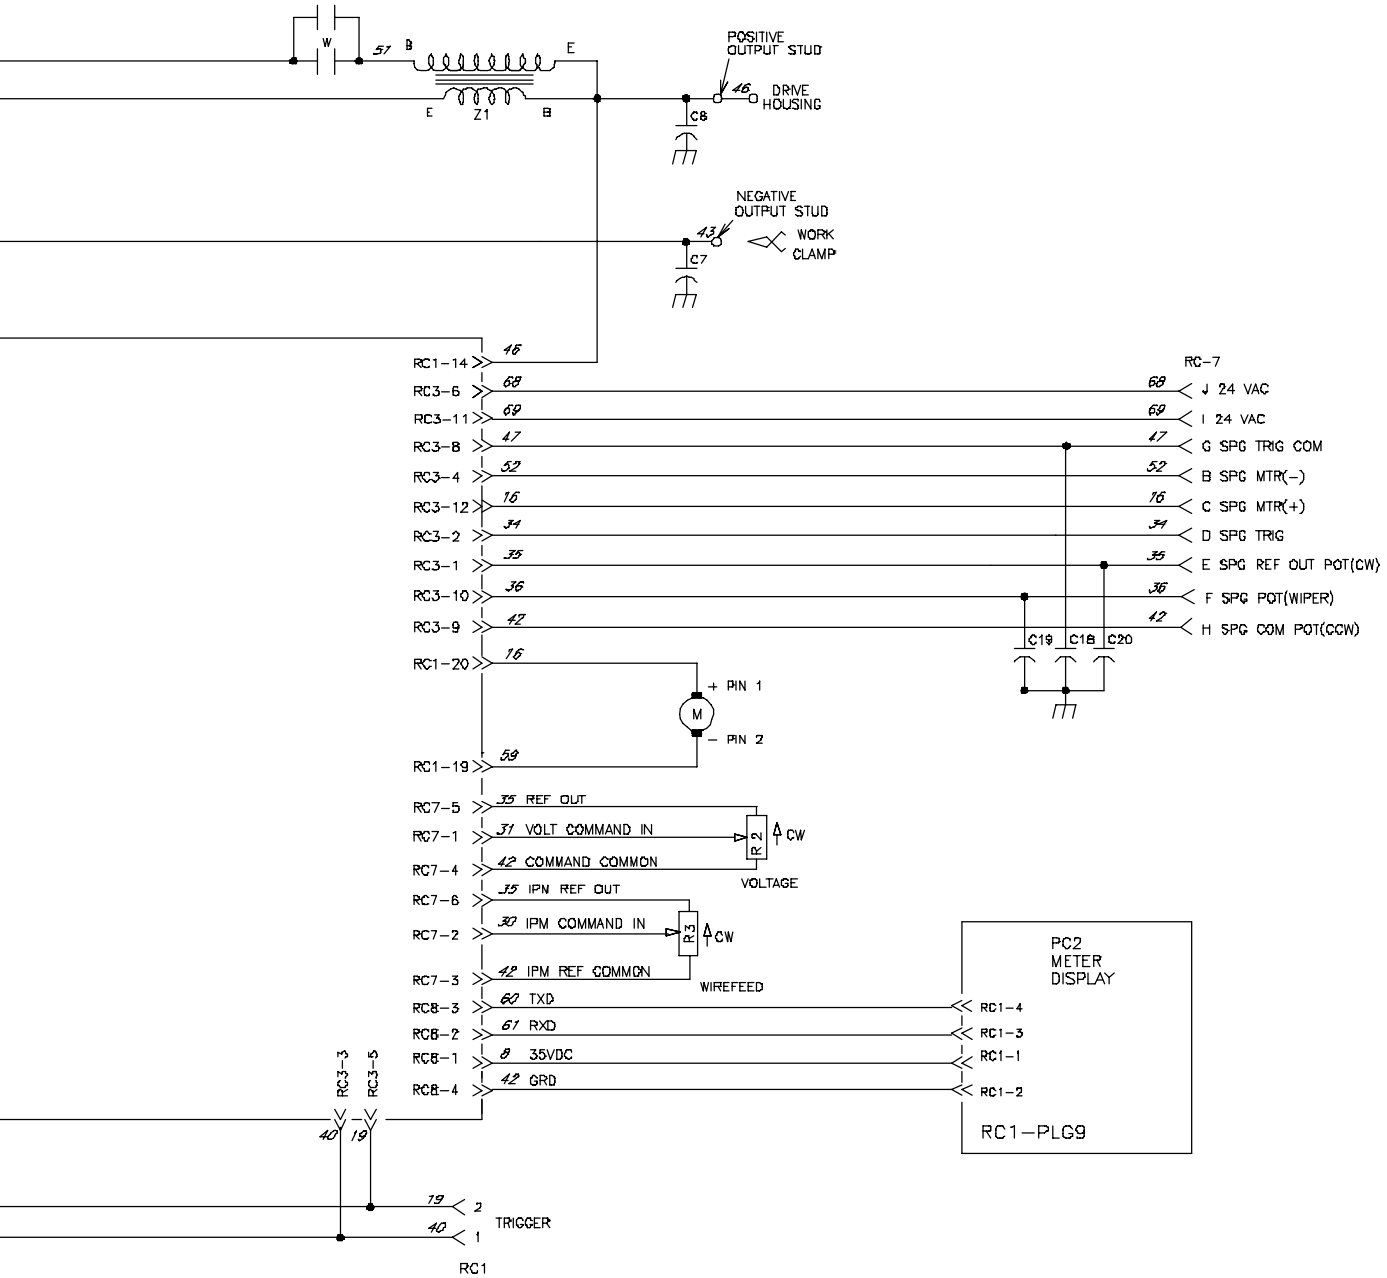 W
51
B
E
POSITIVE
OUTPUT STUD
46
DRIVE
HOUSING
E
Z1
B
C8
NEGATIVE
OUTPUT STUD
43
WORK
CLAMP
C7
RC-7
RC1-14 46
RC3-6 68 68 J 24 VAC
RC3-11 69 69 I 24 VAC
RC3-8 47 47 G SPG TRIG COM
RC3-4 52 52 B SPG MTR(-)
RC3-12 16 16 C SPG MTR(+)
RC3-2 34 34 D SPG TRIG
RC3-1 35 35 E SPG REF OUT POT(CW)
RC3-10 36 36 F SPG POT(WIPER)
RC3-9 42 42 H SPG COM POT(CCW)
C19 C18 C20
RC1-20 16
+ PIN 1
M
- PIN 2
RC1-19 59
RC7-5 35 REF OUT
RC7-1 31 VOLT COMMAND IN
R2
CW
RC7-4 42 COMMAND COMMON
VOLTAGE
RC7-6 35 IPM REF OUT
RC7-2 30 IPM COMMAND IN
R3
CW
RC7-3 42 IPM REF COMMON
WIREFEED
PC2
METER
DISPLAY
RC8-3 60 TXD RC1-4
RC8-2 61 RXD RC1-3
RC8-1 8 35VDC RC1-1
RC8-4 42 GRD RC1-2
RC1-PLG9
RC3-3
RC3-5
40 19
19 2
TRIGGER
40 1
RC1